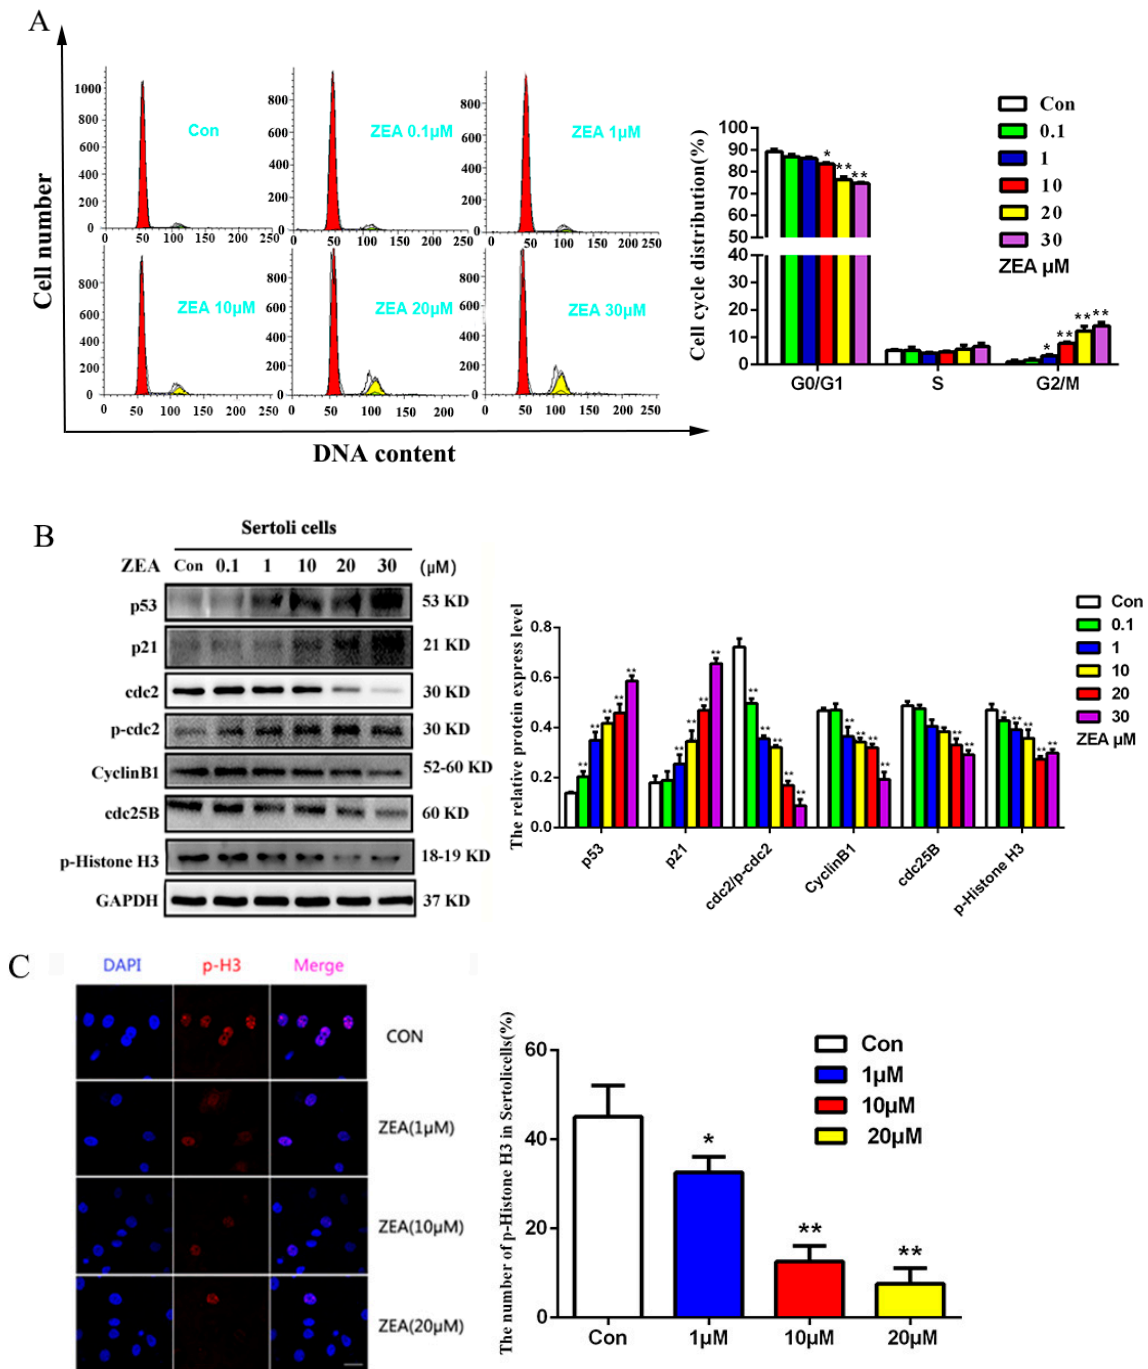 A
Cell number
1000
800
600
400
200
0
0 50 100 150 200 250
Con
800
600
400
200
0
0 50 100 150 200 250
ZEA 0.1μM
800
600
400
200
0
0 50 100 150 200 250
ZEA 1μM
800
600
400
200
0
0 50 100 150 200 250
ZEA 10μM
800
600
400
200
0
0 50 100 150 200 250
ZEA 20μM
800
600
400
200
0
0 50 100 150 200 250
ZEA 30μM
DNA content
Cell cycle distribution(%)
100
90
80
70
60
50
40
30
20
10
0
* ** **
* ** ** **
G0/G1 S G2/M
Con
0.1
1
10
20
30
ZEA μM
B
Sertoli cells
ZEA Con 0.1 1 10 20 30 (μM)
p53 53 KD
p21 21 KD
cdc2 30 KD
p-cdc2 30 KD
CyclinB1 52-60 KD
cdc25B 60 KD
p-Histone H3 18-19 KD
GAPDH 37 KD
The relative protein express level
0.8
0.6
0.4
0.2
0.0
** ** ** ** **
** ** ** **
** ** ** ** **
** ** ** **
** **
* ** ** ** **
p53 p21 cdc2/p-cdc2 CyclinB1 cdc25B p-Histone H3
Con
0.1
1
10
20
30
ZEA μM
C
DAPI p-H3 Merge
CON
ZEA(1μM)
ZEA(10μM)
ZEA(20μM)
The number of p-Histone H3 in Sertolicells(%)
60
40
20
0
* ** **
Con 1μM 10μM 20μM
Con
1μM
10μM
20μM